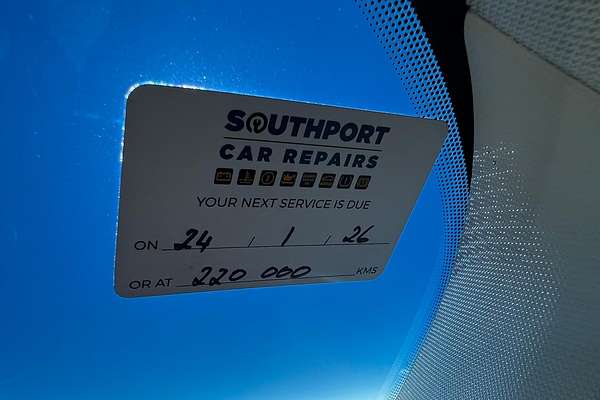 SOUTHPORT
CAR REPAIRS
YOUR NEXT SERVICE IS DUE
ON 24 / 1 / 26
OR AT 220 000 KMS